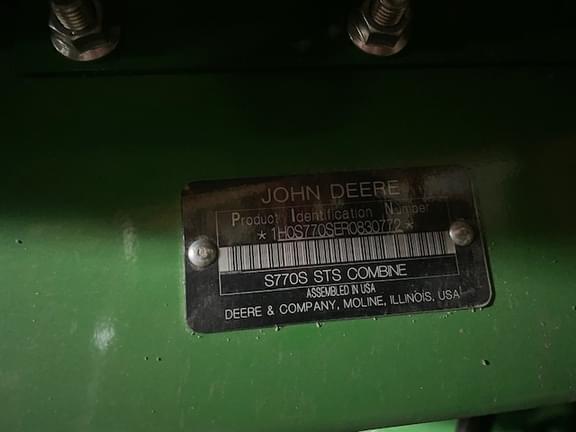 JOHN DEERE
Product Identification Number
*1H0S770SER0830772*
S770S STS COMBINE
ASSEMBLED IN USA
DEERE & COMPANY, MOLINE, ILLINOIS, USA